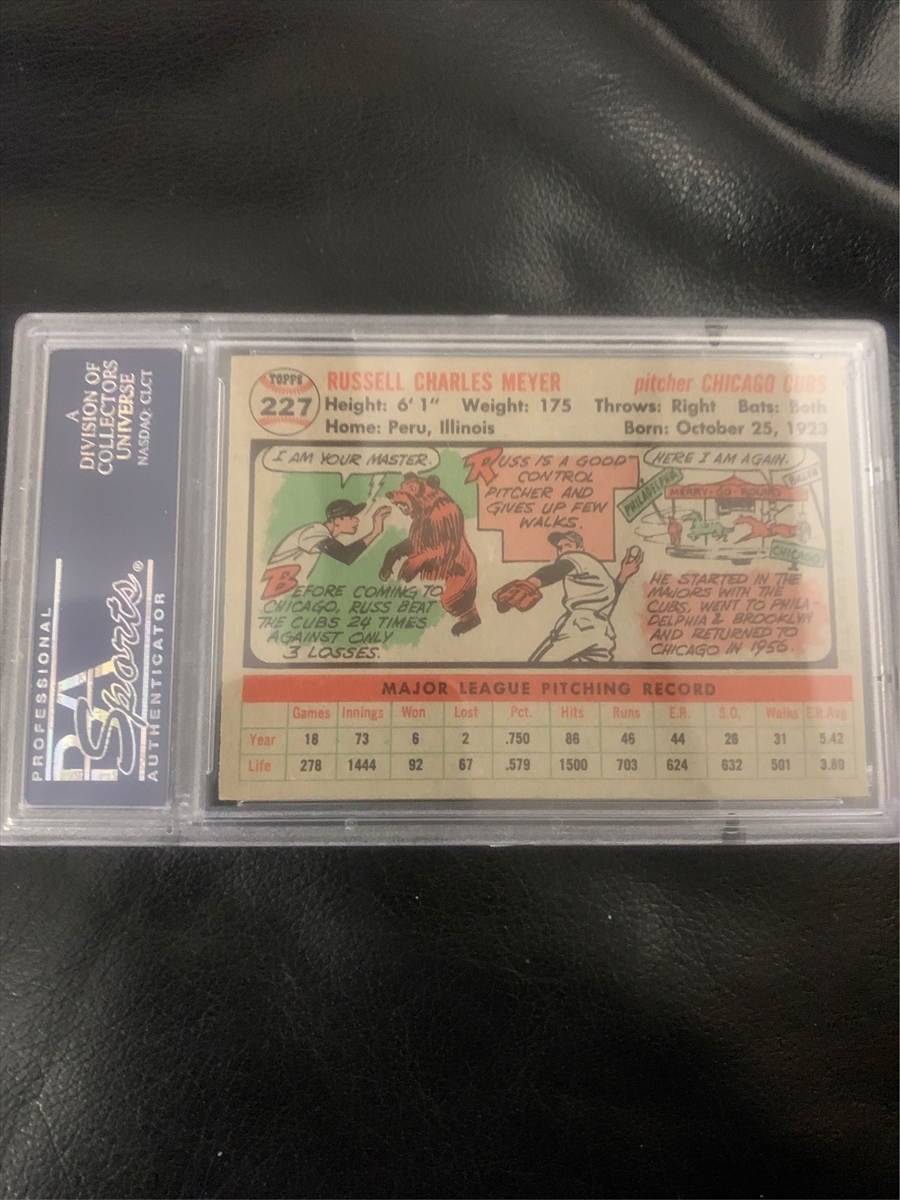 A
DIVISION OF
COLLECTORS
UNIVERSE
NASDAQ: CLCT
PROFESSIONAL
PSA
Sports®
AUTHENTICATOR
TOPPS
227
RUSSELL CHARLES MEYER pitcher CHICAGO CUBS
Height: 6' 1" Weight: 175 Throws: Right Bats: Both
Home: Peru, Illinois Born: October 25, 1923
I AM YOUR MASTER.
BEFORE COMING TO
CHICAGO, RUSS BEAT
THE CUBS 24 TIMES
AGAINST ONLY
3 LOSSES.
RUSS IS A GOOD
CONTROL
PITCHER AND
GIVES UP FEW
WALKS.
HERE I AM AGAIN.
PHILADELPHIA
MERRY-GO-ROUND
CHICAGO
HE STARTED IN THE
MAJORS WITH THE
CUBS, WENT TO PHILA-
DELPHIA & BROOKLYN
AND RETURNED TO
CHICAGO IN 1956.
MAJOR LEAGUE PITCHING RECORD
Games Innings Won Lost Pct. Hits Runs E.R. S.O. Walks E.R.Avg
Year 18 73 6 2 .750 86 46 44 26 31 5.42
Life 278 1444 92 67 .579 1500 703 624 632 501 3.89